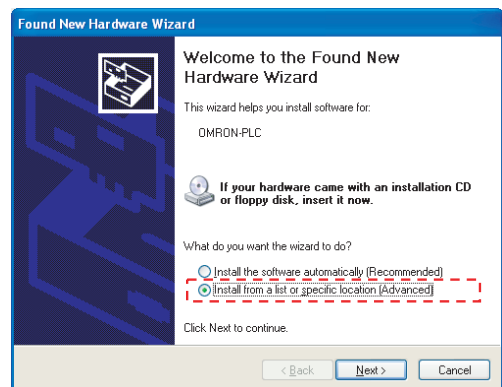 Found New Hardware Wizard
Welcome to the Found New
Hardware Wizard
This wizard helps you install software for:
OMRON-PLC
If your hardware came with an installation CD
or floppy disk, insert it now.
What do you want the wizard to do?
Install the software automatically (Recommended)
Install from a list or specific location (Advanced)
Click Next to continue.
< Back
Next >
Cancel